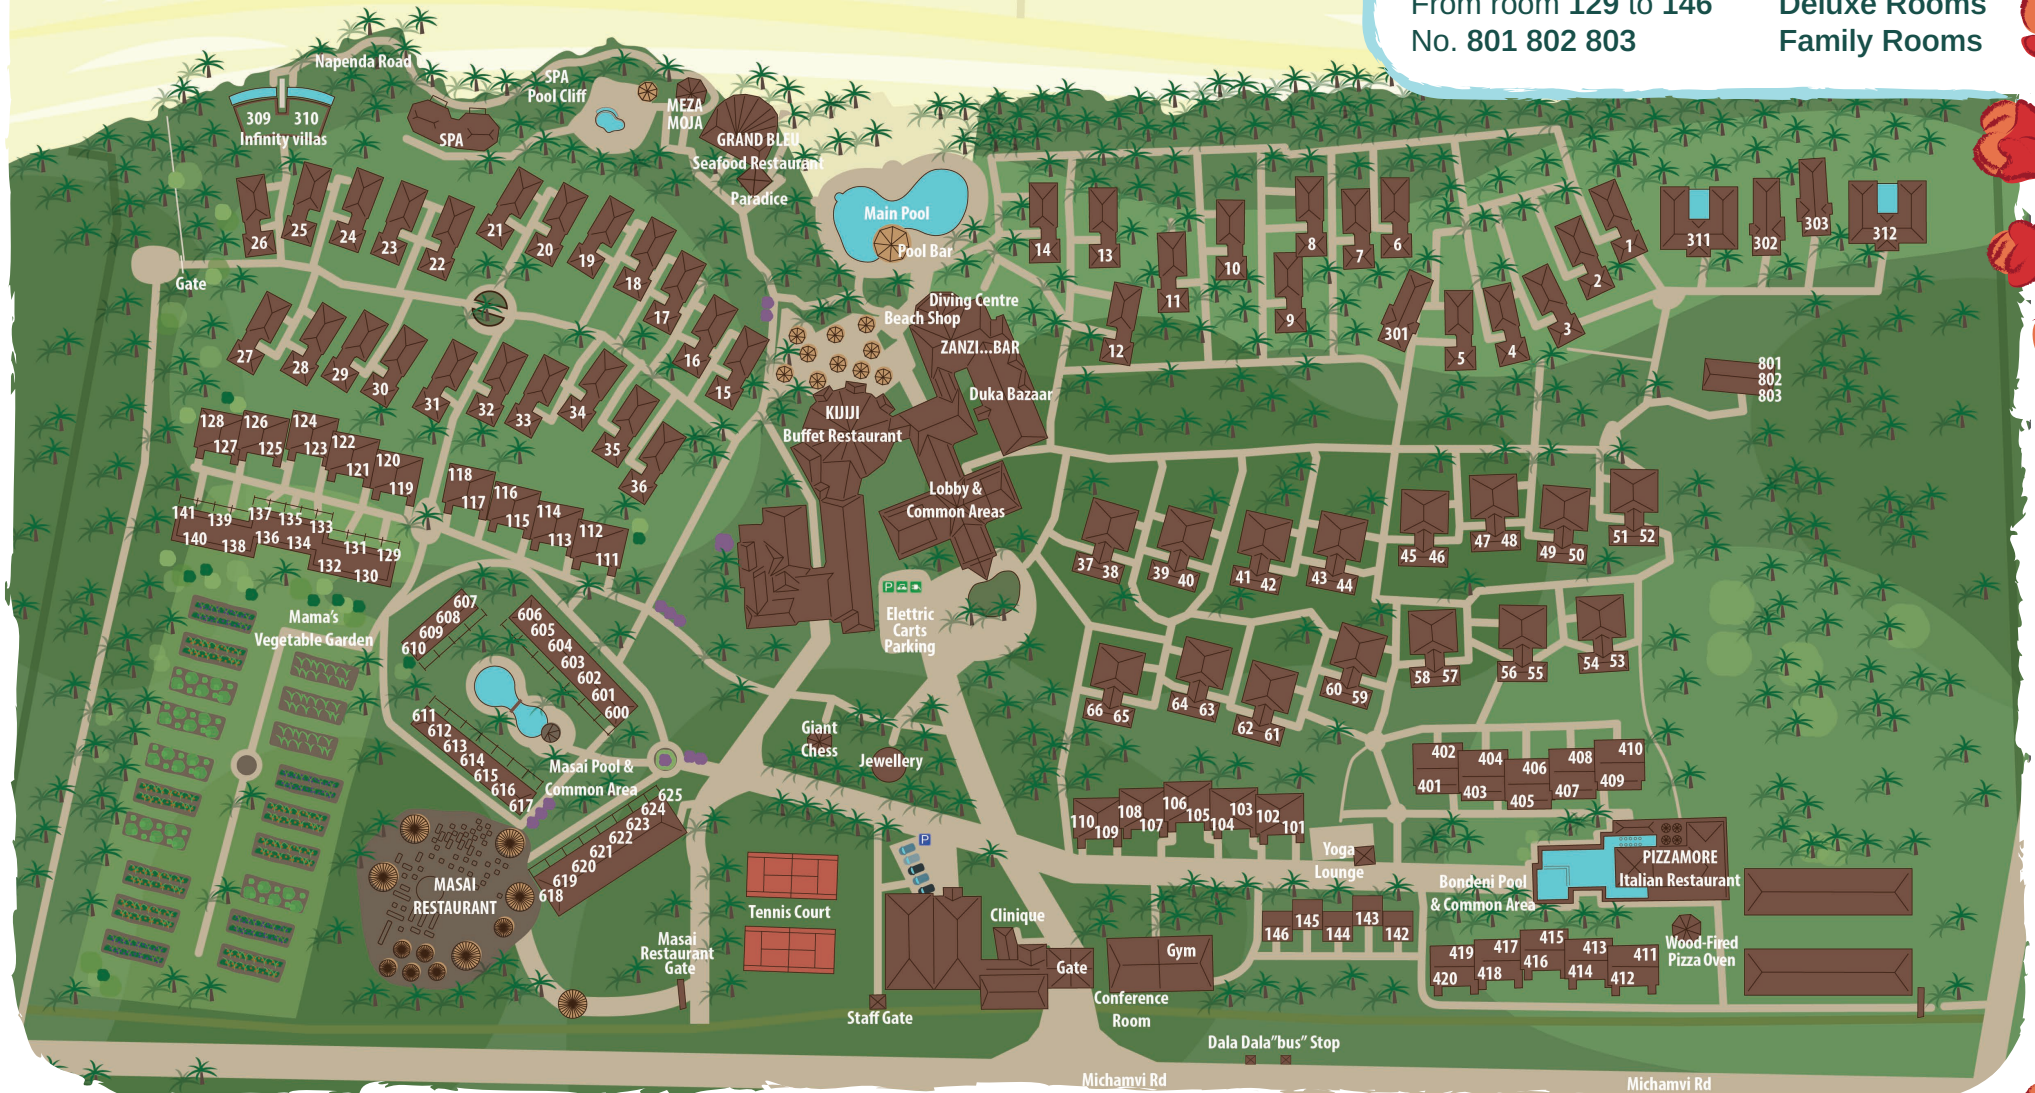 From room 129 to 146 Deluxe Rooms
No. 801 802 803 Family Rooms
Napenda Road
SPA
Pool Cliff
MEZA
MOJA
309 310
Infinity villas
SPA
GRAND BLEU
Seafood Restaurant
Paradice
Main Pool
Pool Bar
26 25 24 23 22 21 20 19 18 17 16 15
Gate
14 13 12 11 10 9 8 7 6
301 5 4 3 2 1
311 302 303 312
801
802
803
Diving Centre
Beach Shop
ZANZI...BAR
Duka Bazaar
KIJIJI
Buffet Restaurant
Lobby &
Common Areas
27 28 29 30 31 32 33 34 35 36
128 127 126 125 124 123 122 121 120 119
118 117 116 115 114 113 112 111
141 140 139 138 137 136 135 134 133 132 131 130 129
37 38 39 40 41 42 43 44
45 46 47 48 49 50 51 52
P
Elettric
Carts
Parking
Mama's
Vegetable Garden
607
608
609
610
606
605
604
603
602
601
600
611
612
613
614
615
616
617
Masai Pool &
Common Area
625
624
623
622
621
620
619
618
66 65 64 63 62 61 60 59
58 57 56 55 54 53
Giant
Chess
Jewellery
402 404 406 408 410
401 403 405 407 409
110 109 108 107 106 105 104 103 102 101
P
Yoga
Lounge
PIZZAMORE
Italian Restaurant
Bondeni Pool
& Common Area
MASAI
RESTAURANT
Tennis Court
Masai
Restaurant
Gate
Clinique
Gate
Gym
Conference
Room
146 145 144 143 142
419 417 415 413 411
420 418 416 414 412
Wood-Fired
Pizza Oven
Staff Gate
Dala Dala"bus" Stop
Michamvi Rd
Michamvi Rd